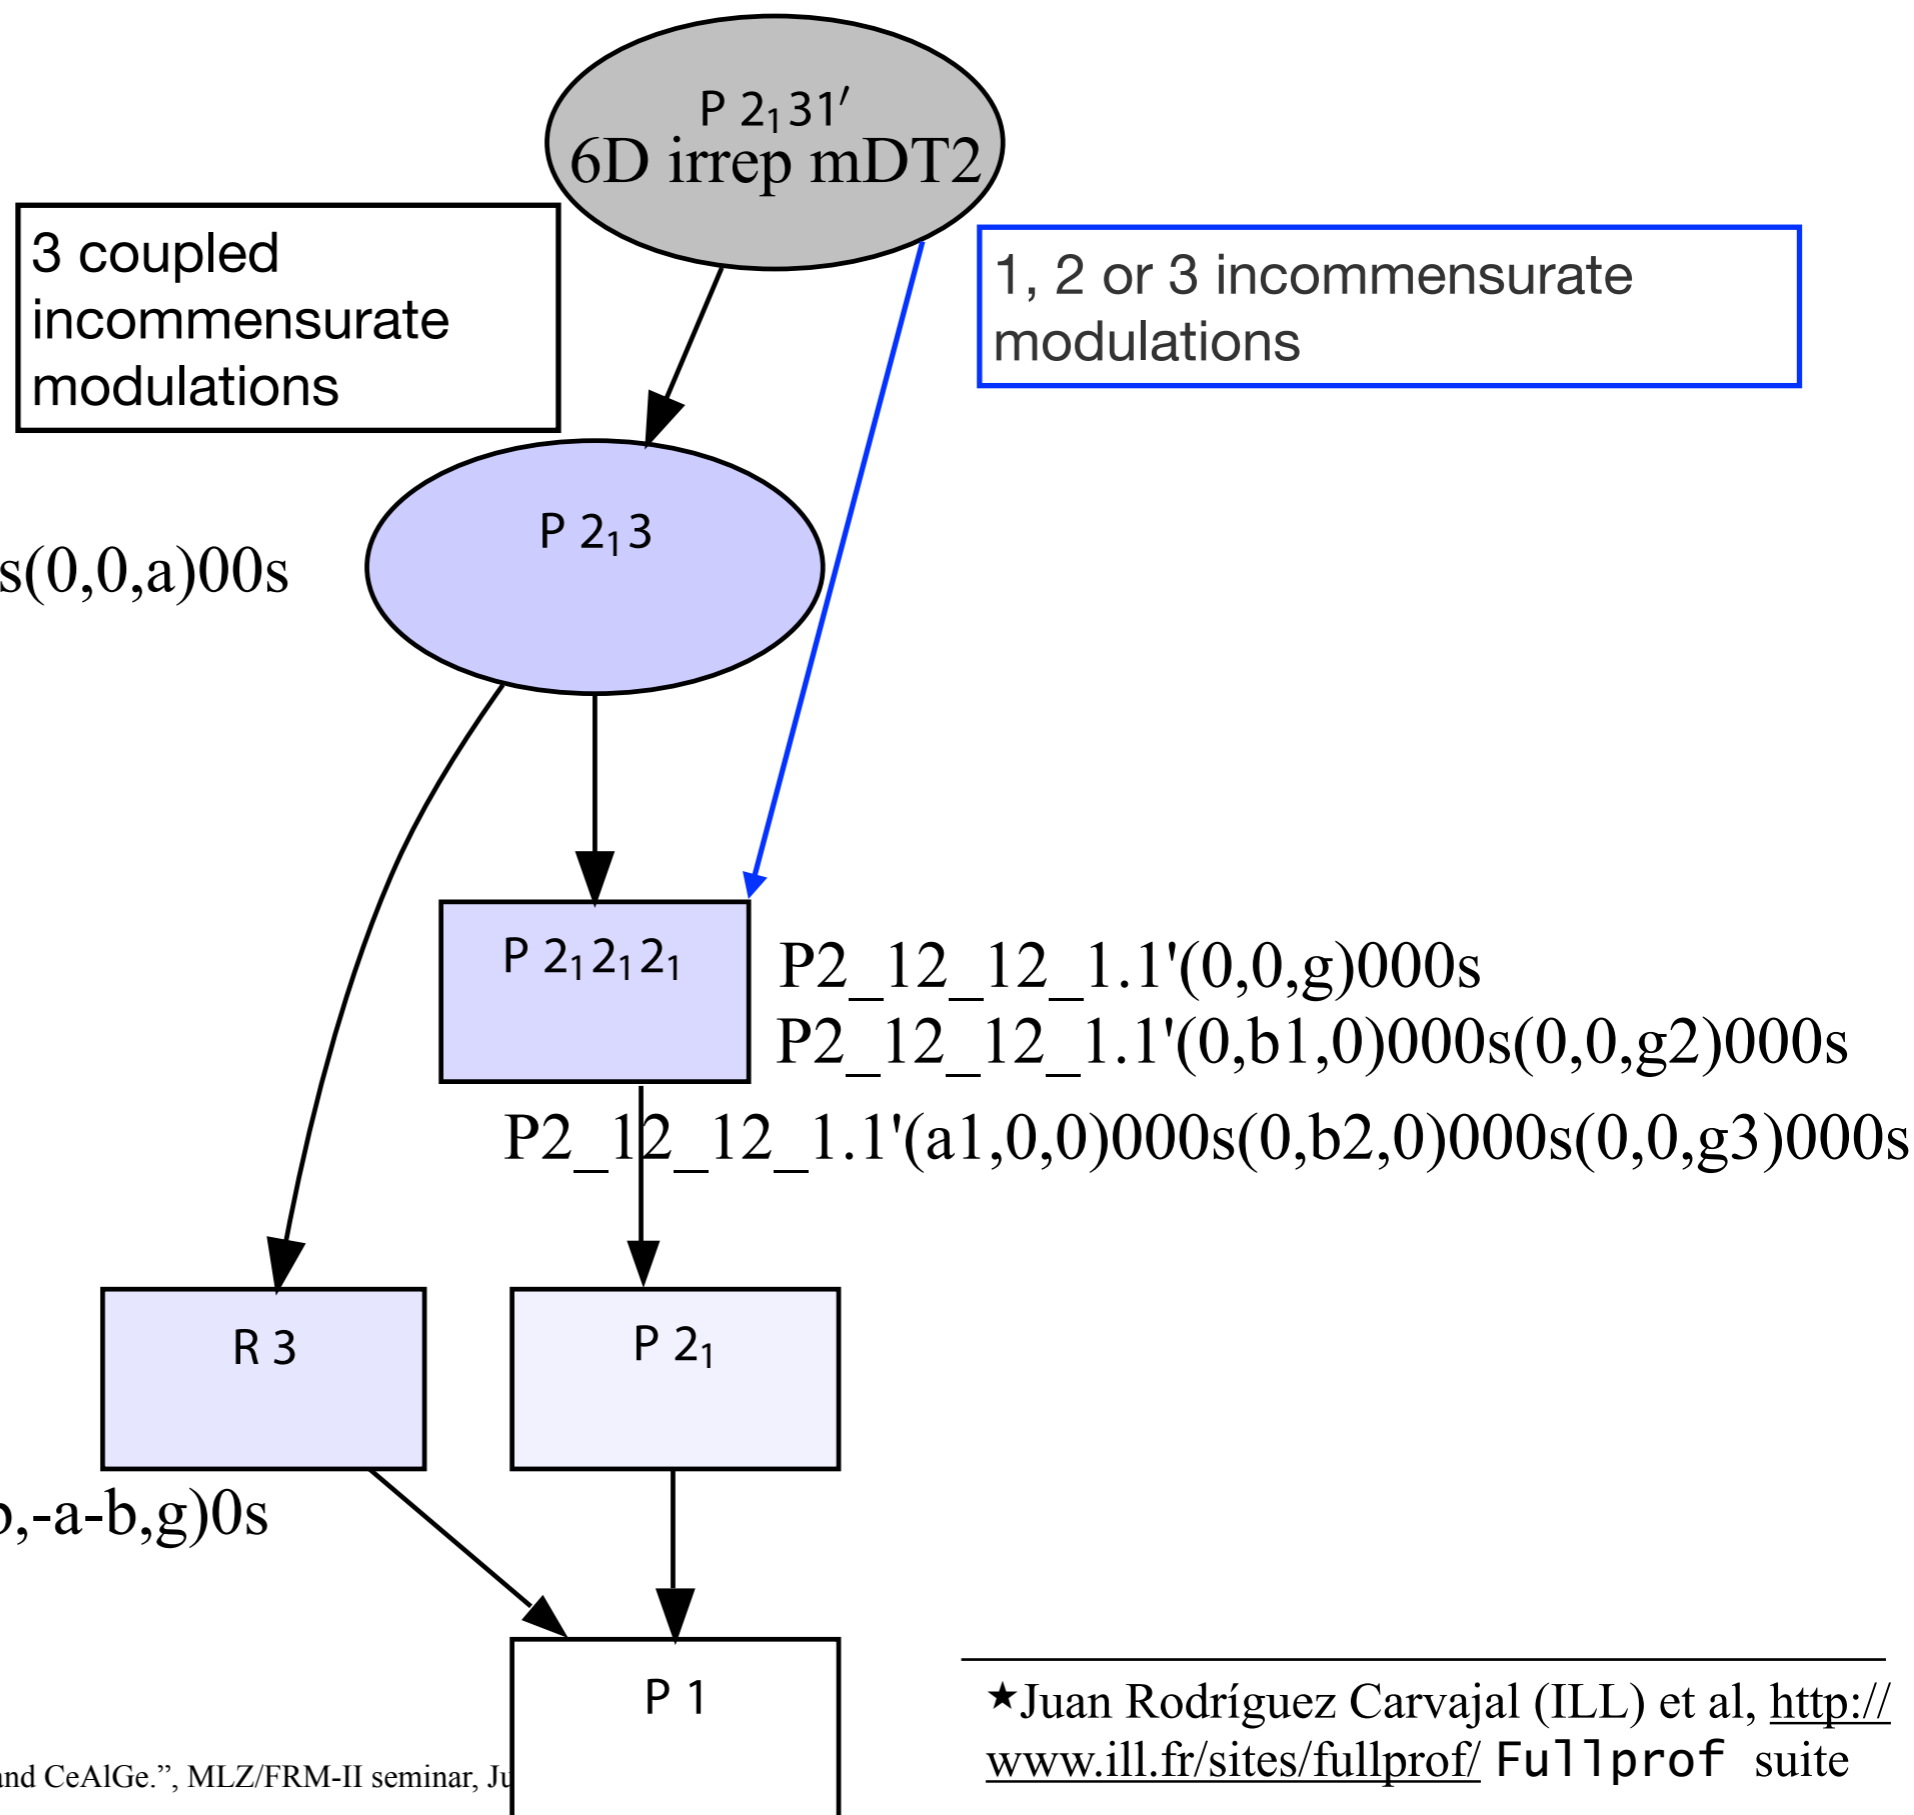 P 2₁31′
6D irrep mDT2
3 coupled
incommensurate
modulations
1, 2 or 3 incommensurate
modulations
P 2₁3
s(0,0,a)00s
P 2₁2₁2₁
P2_12_12_1.1'(0,0,g)000s
P2_12_12_1.1'(0,b1,0)000s(0,0,g2)000s
P2_12_12_1.1'(a1,0,0)000s(0,b2,0)000s(0,0,g3)000s
R 3
P 2₁
,-a-b,g)0s
P 1
★Juan Rodríguez Carvajal (ILL) et al, http://
www.ill.fr/sites/fullprof/ Fullprof suite
and CeAlGe.”, MLZ/FRM-II seminar,